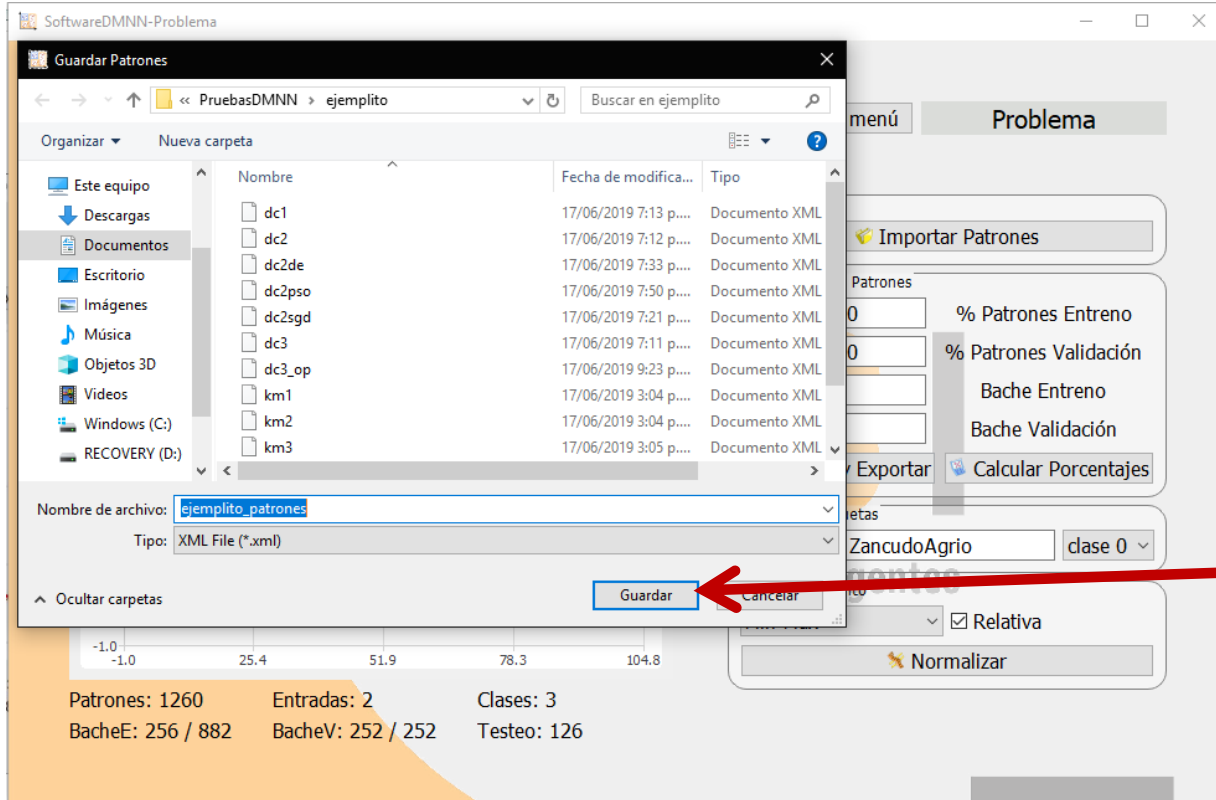 SoftwareDMNN-Problema
Guardar Patrones
« PruebasDMNN › ejemplito
Buscar en ejemplito
Organizar
Nueva carpeta
Este equipo
Descargas
Documentos
Escritorio
Imágenes
Música
Objetos 3D
Videos
Windows (C:)
RECOVERY (D:)
Nombre Fecha de modifica... Tipo
dc1 17/06/2019 7:13 p.... Documento XML
dc2 17/06/2019 7:12 p.... Documento XML
dc2de 17/06/2019 7:33 p.... Documento XML
dc2pso 17/06/2019 7:50 p.... Documento XML
dc2sgd 17/06/2019 7:21 p.... Documento XML
dc3 17/06/2019 7:11 p.... Documento XML
dc3_op 17/06/2019 9:23 p.... Documento XML
km1 17/06/2019 3:04 p.... Documento XML
km2 17/06/2019 3:04 p.... Documento XML
km3 17/06/2019 3:05 p.... Documento XML
Nombre de archivo: ejemplito_patrones
Tipo: XML File (*.xml)
Ocultar carpetas
Guardar
Cancelar
menú
Problema
Importar Patrones
Patrones
0 % Patrones Entreno
0 % Patrones Validación
Bache Entreno
Bache Validación
y Exportar
Calcular Porcentajes
ZancudoAgrio
clase 0
Relativa
Normalizar
-1.0
-1.0 25.4 51.9 78.3 104.8
Patrones: 1260 Entradas: 2 Clases: 3
BacheE: 256 / 882 BacheV: 252 / 252 Testeo: 126